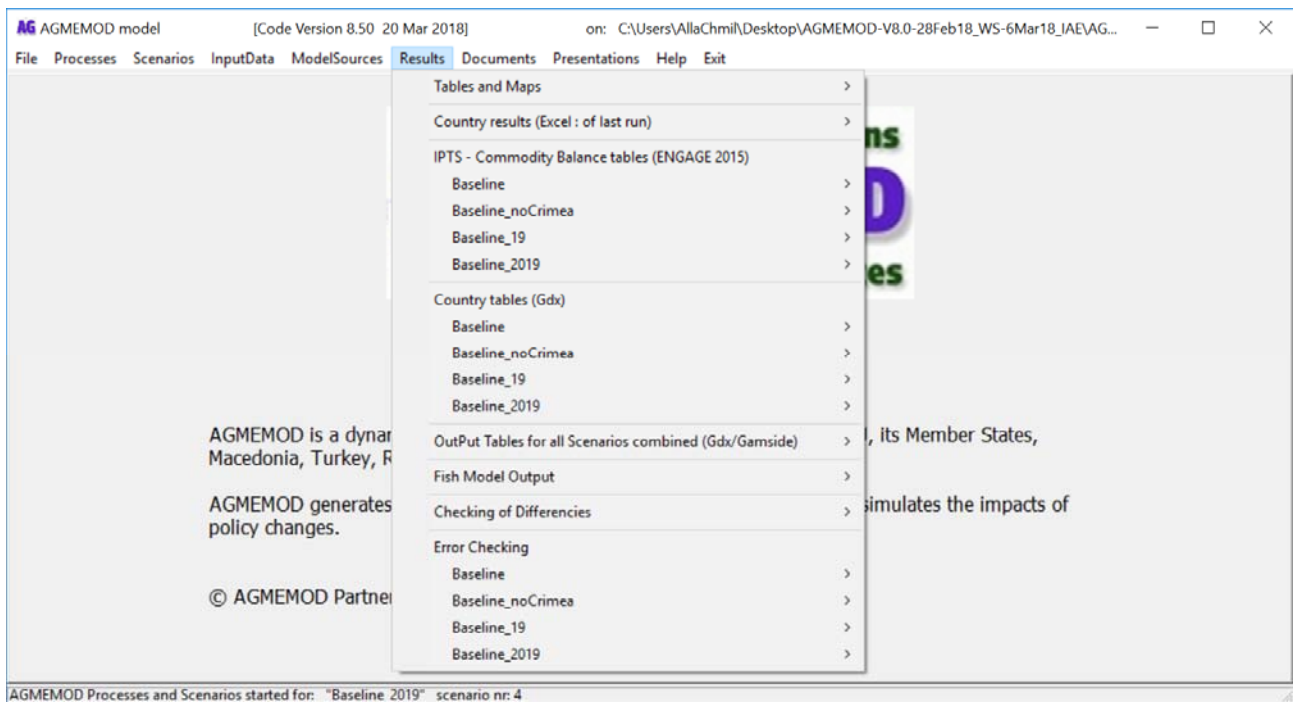 AG AGMEMOD model [Code Version 8.50 20 Mar 2018] on: C:\Users\AllaChmil\Desktop\AGMEMOD-V8.0-28Feb18_WS-6Mar18_IAE\AG...
File Processes Scenarios InputData ModelSources Results Documents Presentations Help Exit
Tables and Maps
Country results (Excel : of last run)
ns
IPTS - Commodity Balance tables (ENGAGE 2015)
Baseline
D
Baseline_noCrimea
Baseline_19
Baseline_2019
es
Country tables (Gdx)
Baseline
Baseline_noCrimea
Baseline_19
Baseline_2019
AGMEMOD is a dynar
, its Member States,
OutPut Tables for all Scenarios combined (Gdx/Gamside)
Macedonia, Turkey, R
Fish Model Output
AGMEMOD generates
simulates the impacts of
Checking of Differencies
policy changes.
Error Checking
Baseline
© AGMEMOD Partner
Baseline_noCrimea
Baseline_19
Baseline_2019
AGMEMOD Processes and Scenarios started for: "Baseline_2019" scenario nr: 4